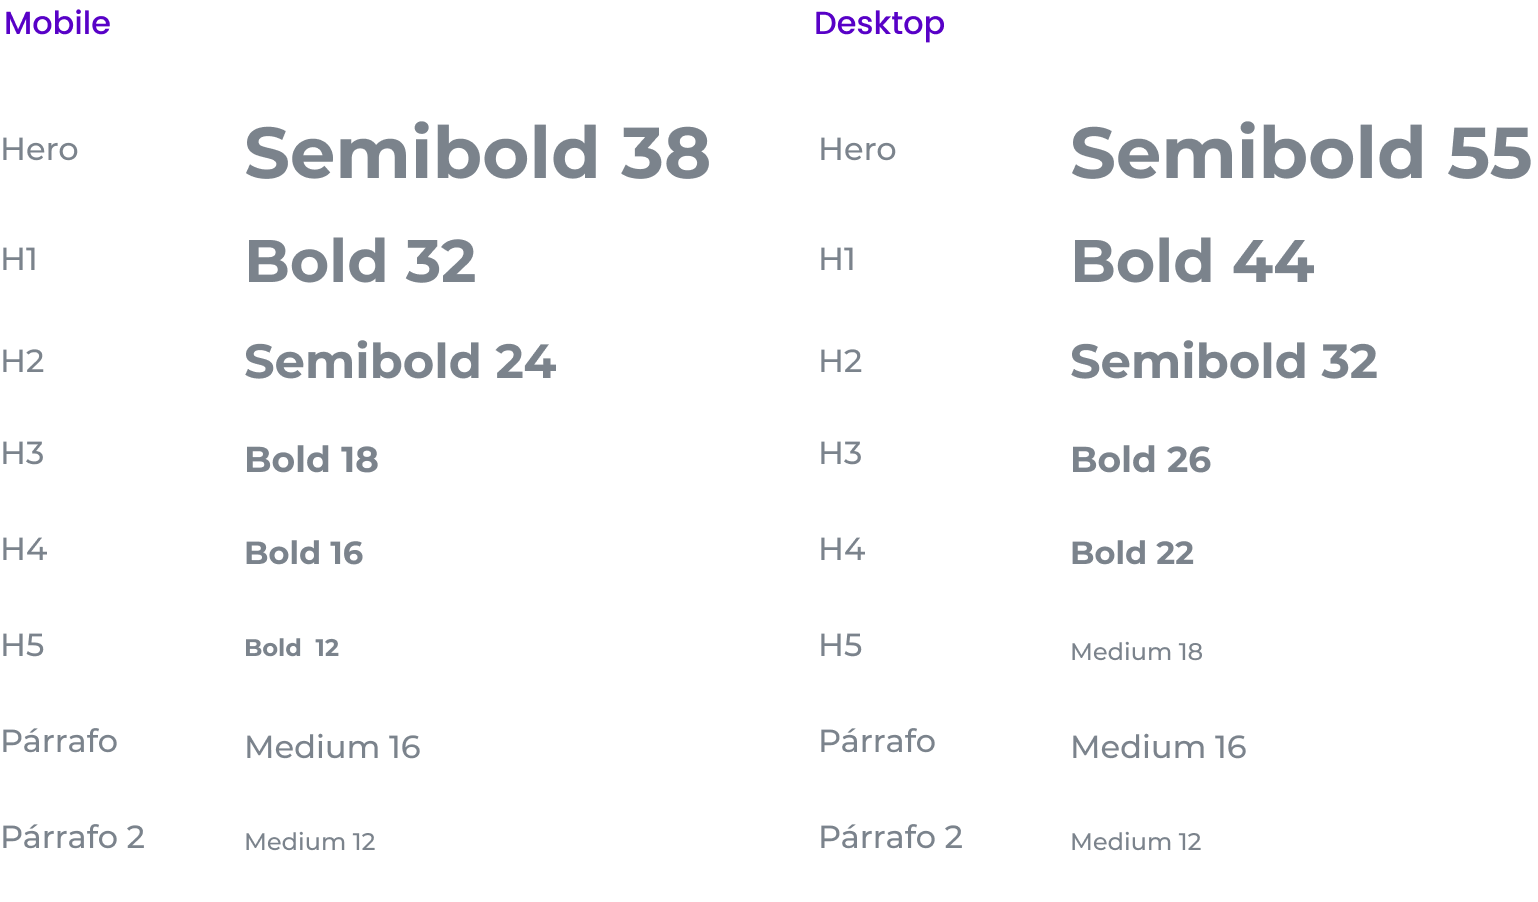 Mobile Desktop
Hero Semibold 38 Hero Semibold 55
H1 Bold 32 H1 Bold 44
H2 Semibold 24 H2 Semibold 32
H3 Bold 18 H3 Bold 26
H4 Bold 16 H4 Bold 22
H5 Bold  12 H5 Medium 18
Párrafo Medium 16 Párrafo Medium 16
Párrafo 2 Medium 12 Párrafo 2 Medium 12